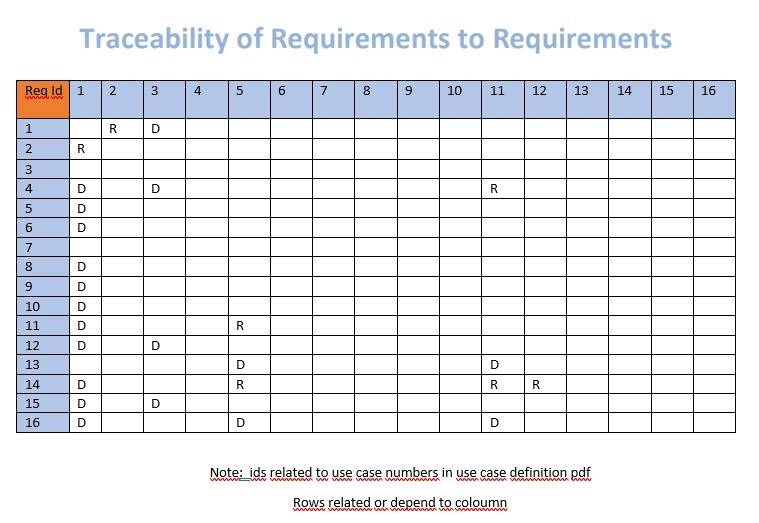 Traceability of Requirements to Requirements
Req Id 1 2 3 4 5 6 7 8 9 10 11 12 13 14 15 16
1 R D
2 R
3
4 D D R
5 D
6 D
7
8 D
9 D
10 D
11 D R
12 D D
13 D D
14 D R R R
15 D D
16 D D D
Note: ids related to use case numbers in use case definition pdf
Rows related or depend to coloumn